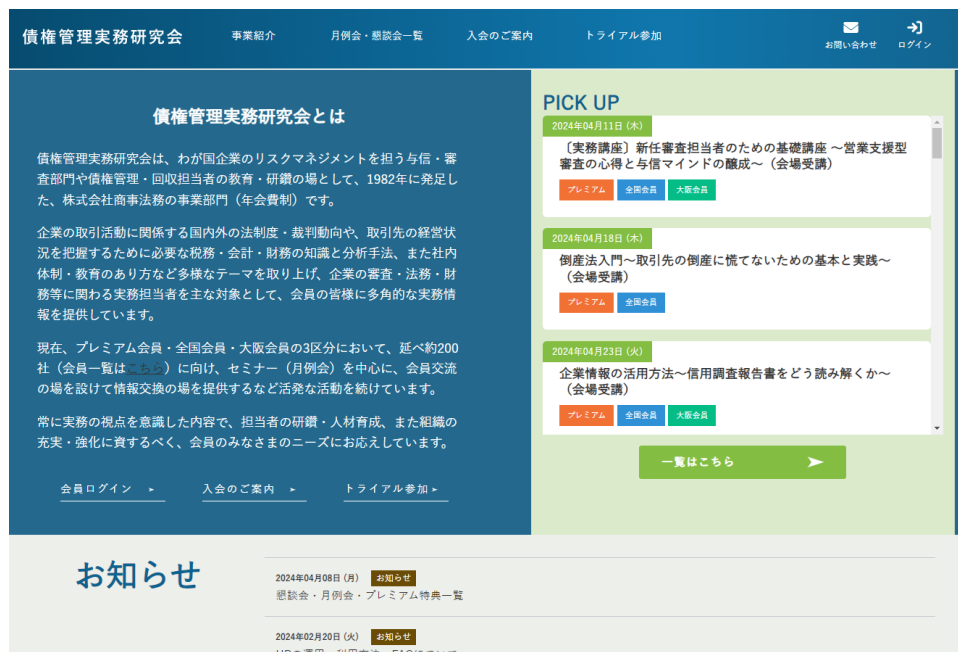 債権管理実務研究会
事業紹介
月例会・懇談会一覧
入会のご案内
トライアル参加
お問い合わせ
ログイン
債権管理実務研究会とは
債権管理実務研究会は、わが国企業のリスクマネジメントを担う与信・審
査部門や債権管理・回収担当者の教育・研鑽の場として、1982年に発足し
た、株式会社商事法務の事業部門（年会費制）です。
企業の取引活動に関係する国内外の法制度・裁判動向や、取引先の経営状
況を把握するために必要な税務・会計・財務の知識と分析手法、また社内
体制・教育のあり方など多様なテーマを取り上げ、企業の審査・法務・財
務等に関わる実務担当者を主な対象として、会員の皆様に多角的な実務情
報を提供しています。
現在、プレミアム会員・全国会員・大阪会員の3区分において、延べ約200
社（会員一覧はこちら）に向け、セミナー（月例会）を中心に、会員交流
の場を設けて情報交換の場を提供するなど活発な活動を続けています。
常に実務の視点を意識した内容で、担当者の研鑽・人材育成、また組織の
充実・強化に資するべく、会員のみなさまのニーズにお応えしています。
会員ログイン
入会のご案内
トライアル参加
PICK UP
2024年04月11日 (木)
〔実務講座〕新任審査担当者のための基礎講座 ～営業支援型
審査の心得と与信マインドの醸成～（会場受講）
プレミアム 全国会員 大阪会員
2024年04月18日 (木)
倒産法入門～取引先の倒産に慌てないための基本と実践～
（会場受講）
プレミアム 全国会員
2024年04月23日 (火)
企業情報の活用方法～信用調査報告書をどう読み解くか～
（会場受講）
プレミアム 全国会員 大阪会員
一覧はこちら
お知らせ
2024年04月08日 (月) お知らせ
懇談会・月例会・プレミアム特典一覧
2024年02月20日 (火) お知らせ